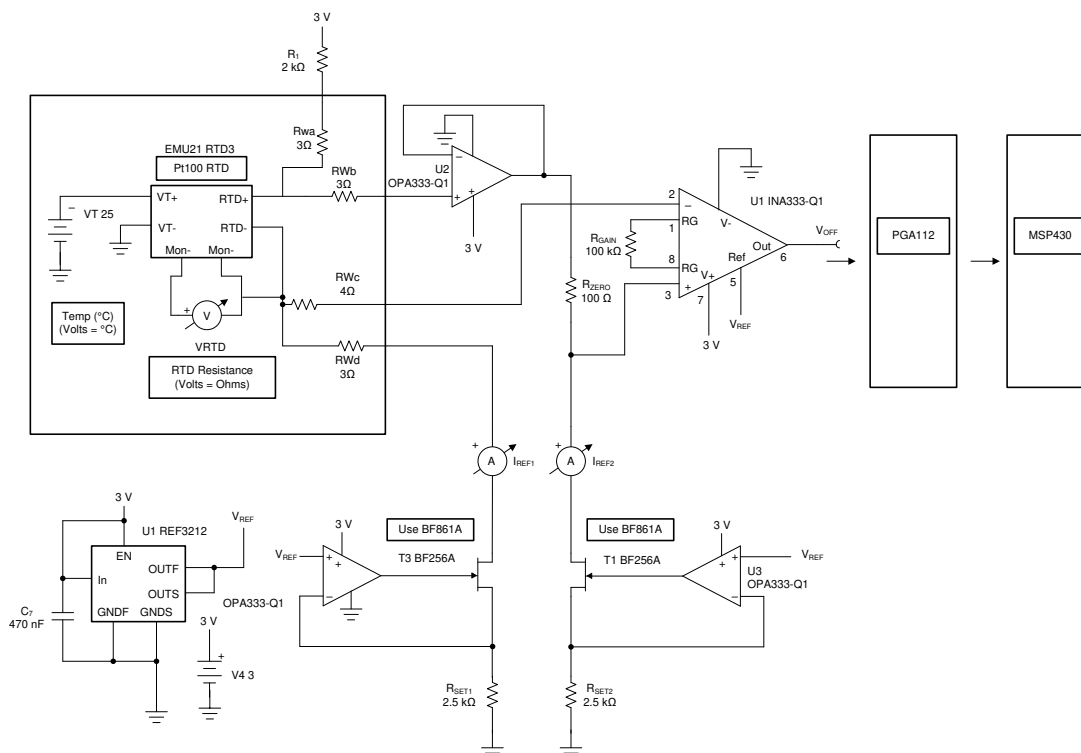 3 V
R1
2 kΩ
Rwa
3Ω
EMU21 RTD3
Pt100 RTD
VT+
RTD+
VT-
RTD-
Mon-
Mon-
VT 25
−
RWb
3Ω
U2
OPA333-Q1
−
+
+
3 V
RWc
4Ω
RWd
3Ω
+
V
VRTD
Temp (°C)
(Volts = °C)
RTD Resistance
(Volts = Ohms)
RZERO
100 Ω
RGAIN
100 kΩ
2
−
1
RG
8
RG
3
+
V-
V+
7
3 V
Ref
5
VREF
Out
6
U1 INA333-Q1
VOFF
PGA112
MSP430
+
A
IREF1
+
A
IREF2
3 V
U1 REF3212
VREF
EN
In
OUTF
OUTS
GNDF
GNDS
C7
470 nF
3 V
+
V4 3
Use BF861A
T3 BF256A
3 V
VREF
+
+
−
OPA333-Q1
RSET1
2.5 kΩ
Use BF861A
T1 BF256A
3 V
VREF
+
+
−
U3
OPA333-Q1
RSET2
2.5 kΩ